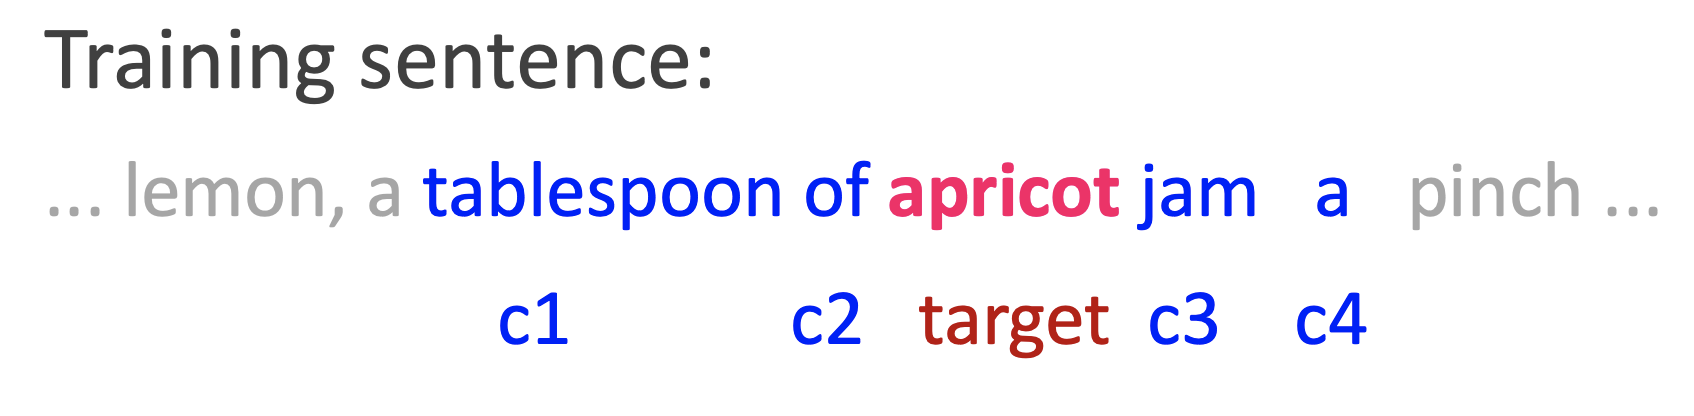 Training sentence:
... lemon, a tablespoon of apricot jam a pinch ...
c1 c2 target c3 c4